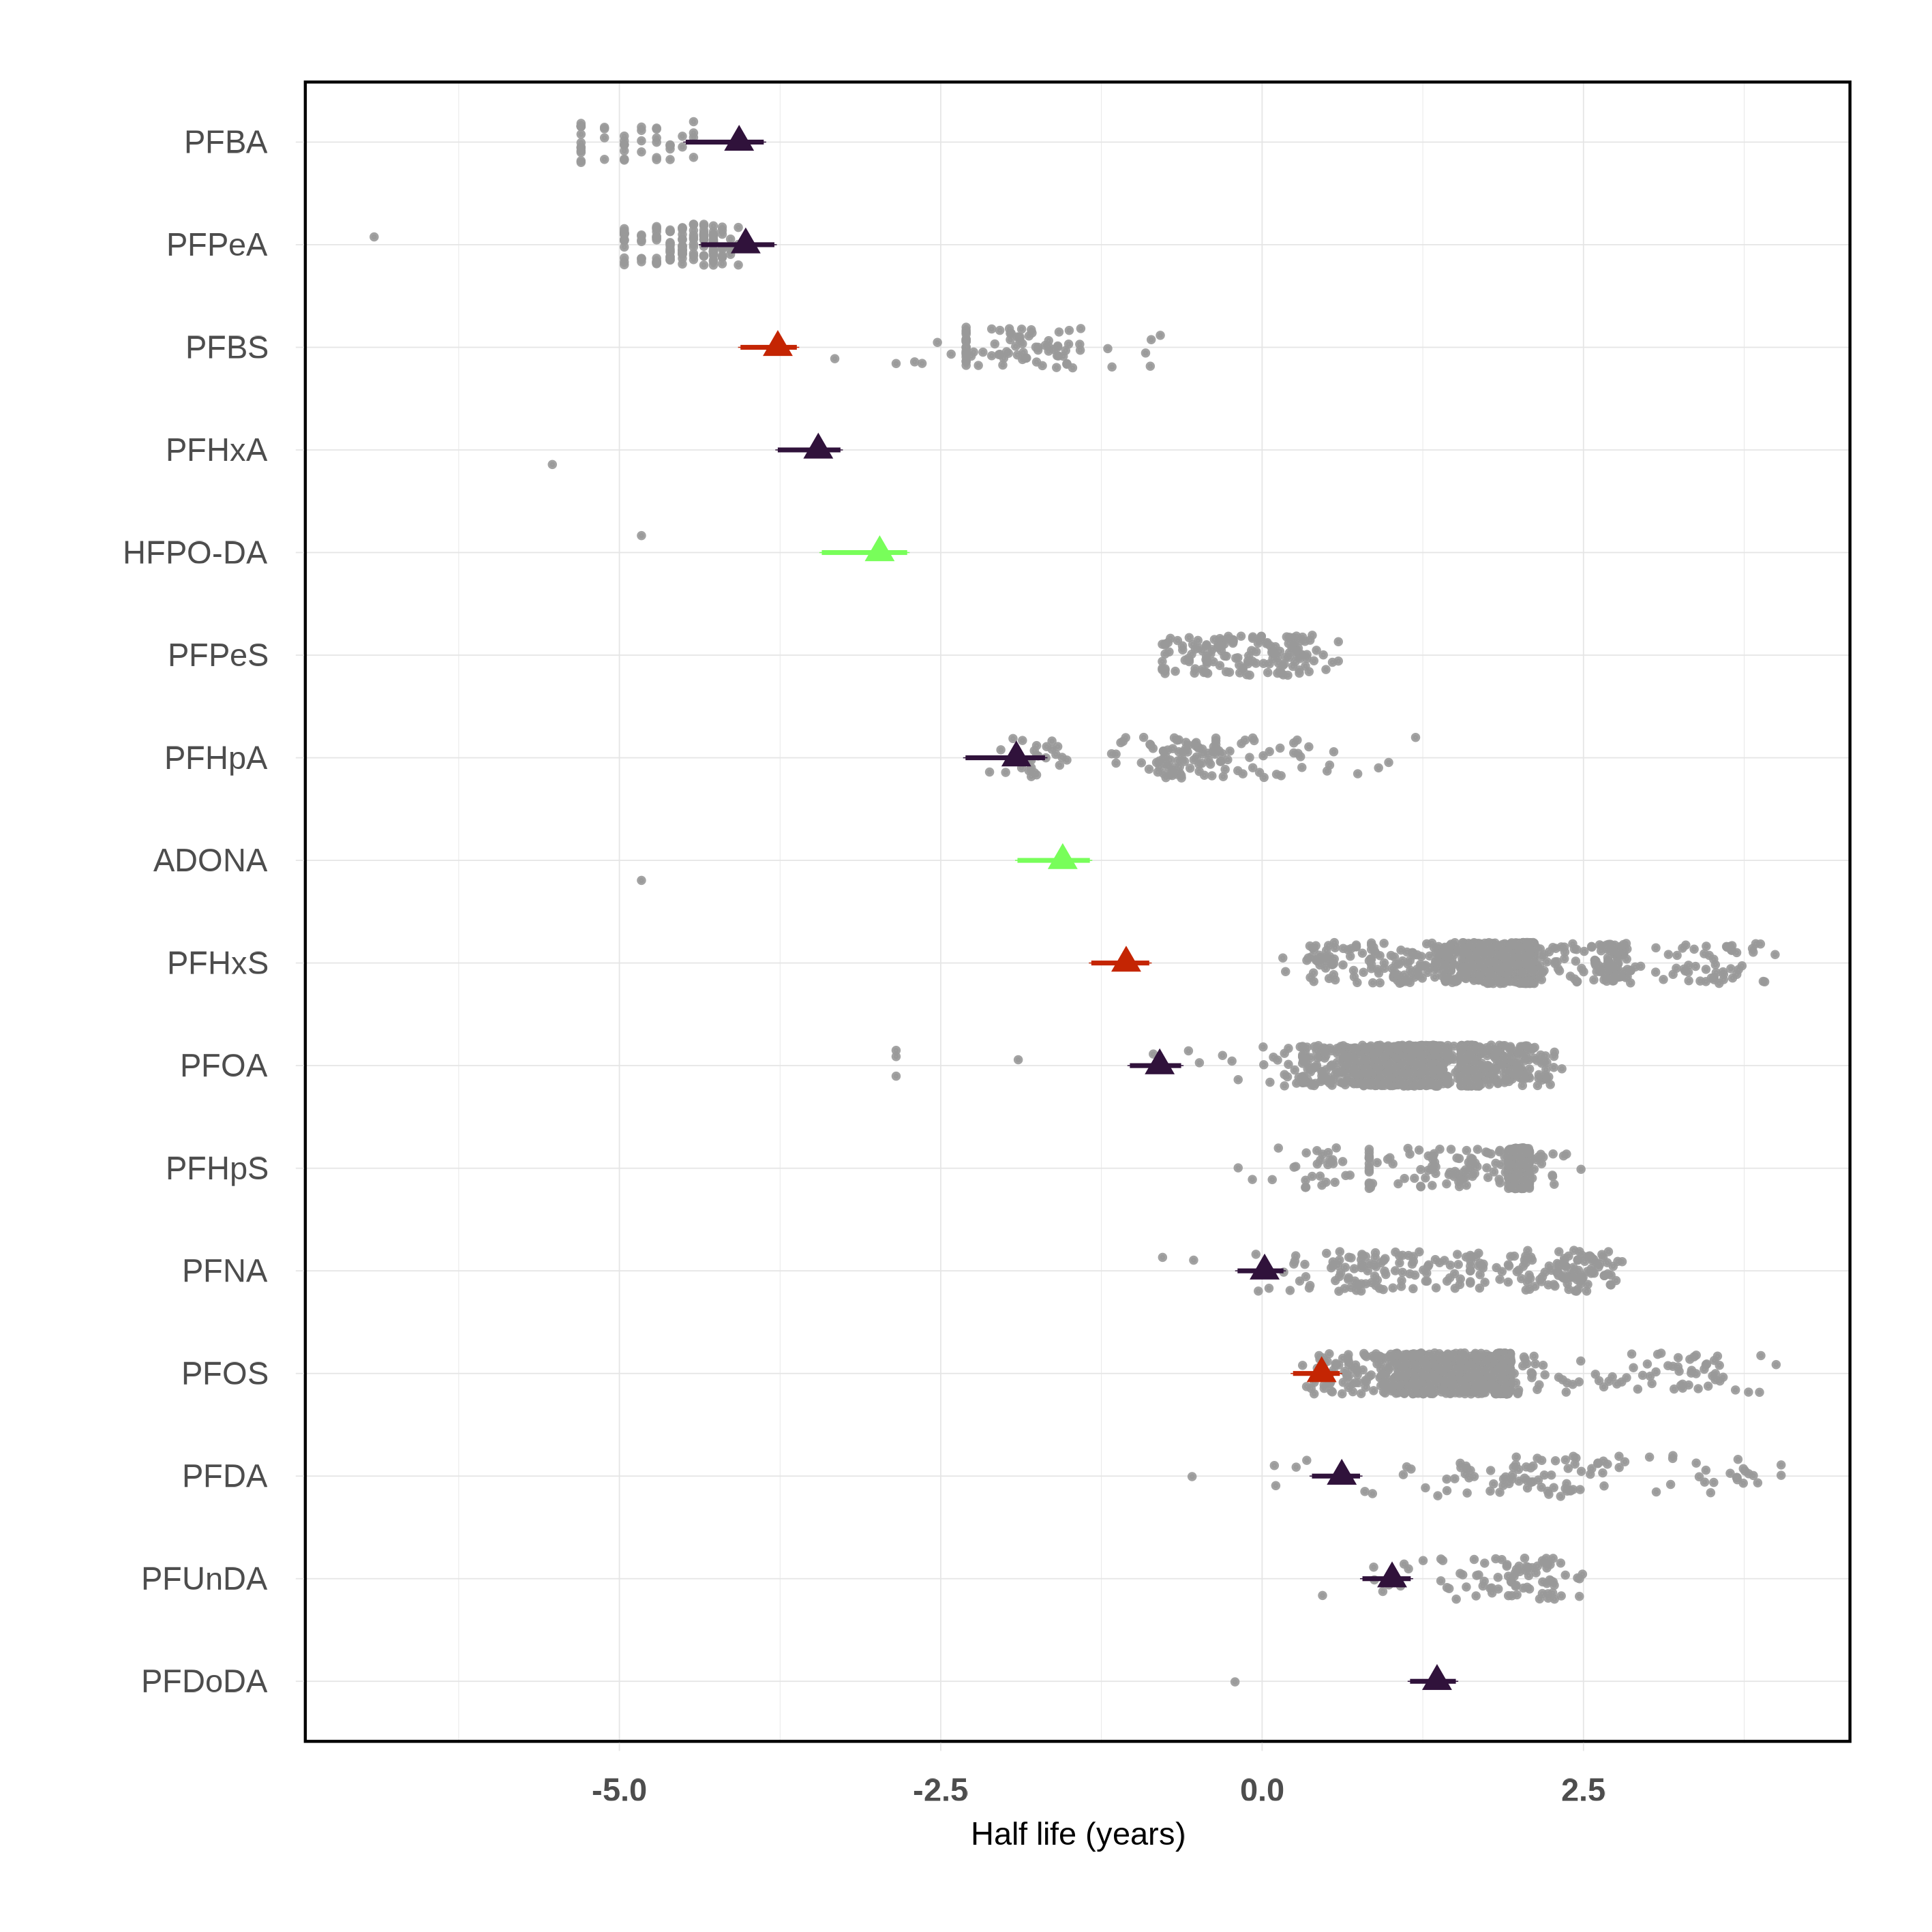 PFBA
PFPeA
PFBS
PFHxA
HFPO-DA
PFPeS
PFHpA
ADONA
PFHxS
PFOA
PFHpS
PFNA
PFOS
PFDA
PFUnDA
PFDoDA
-5.0 -2.5 0.0 2.5
Half life (years)